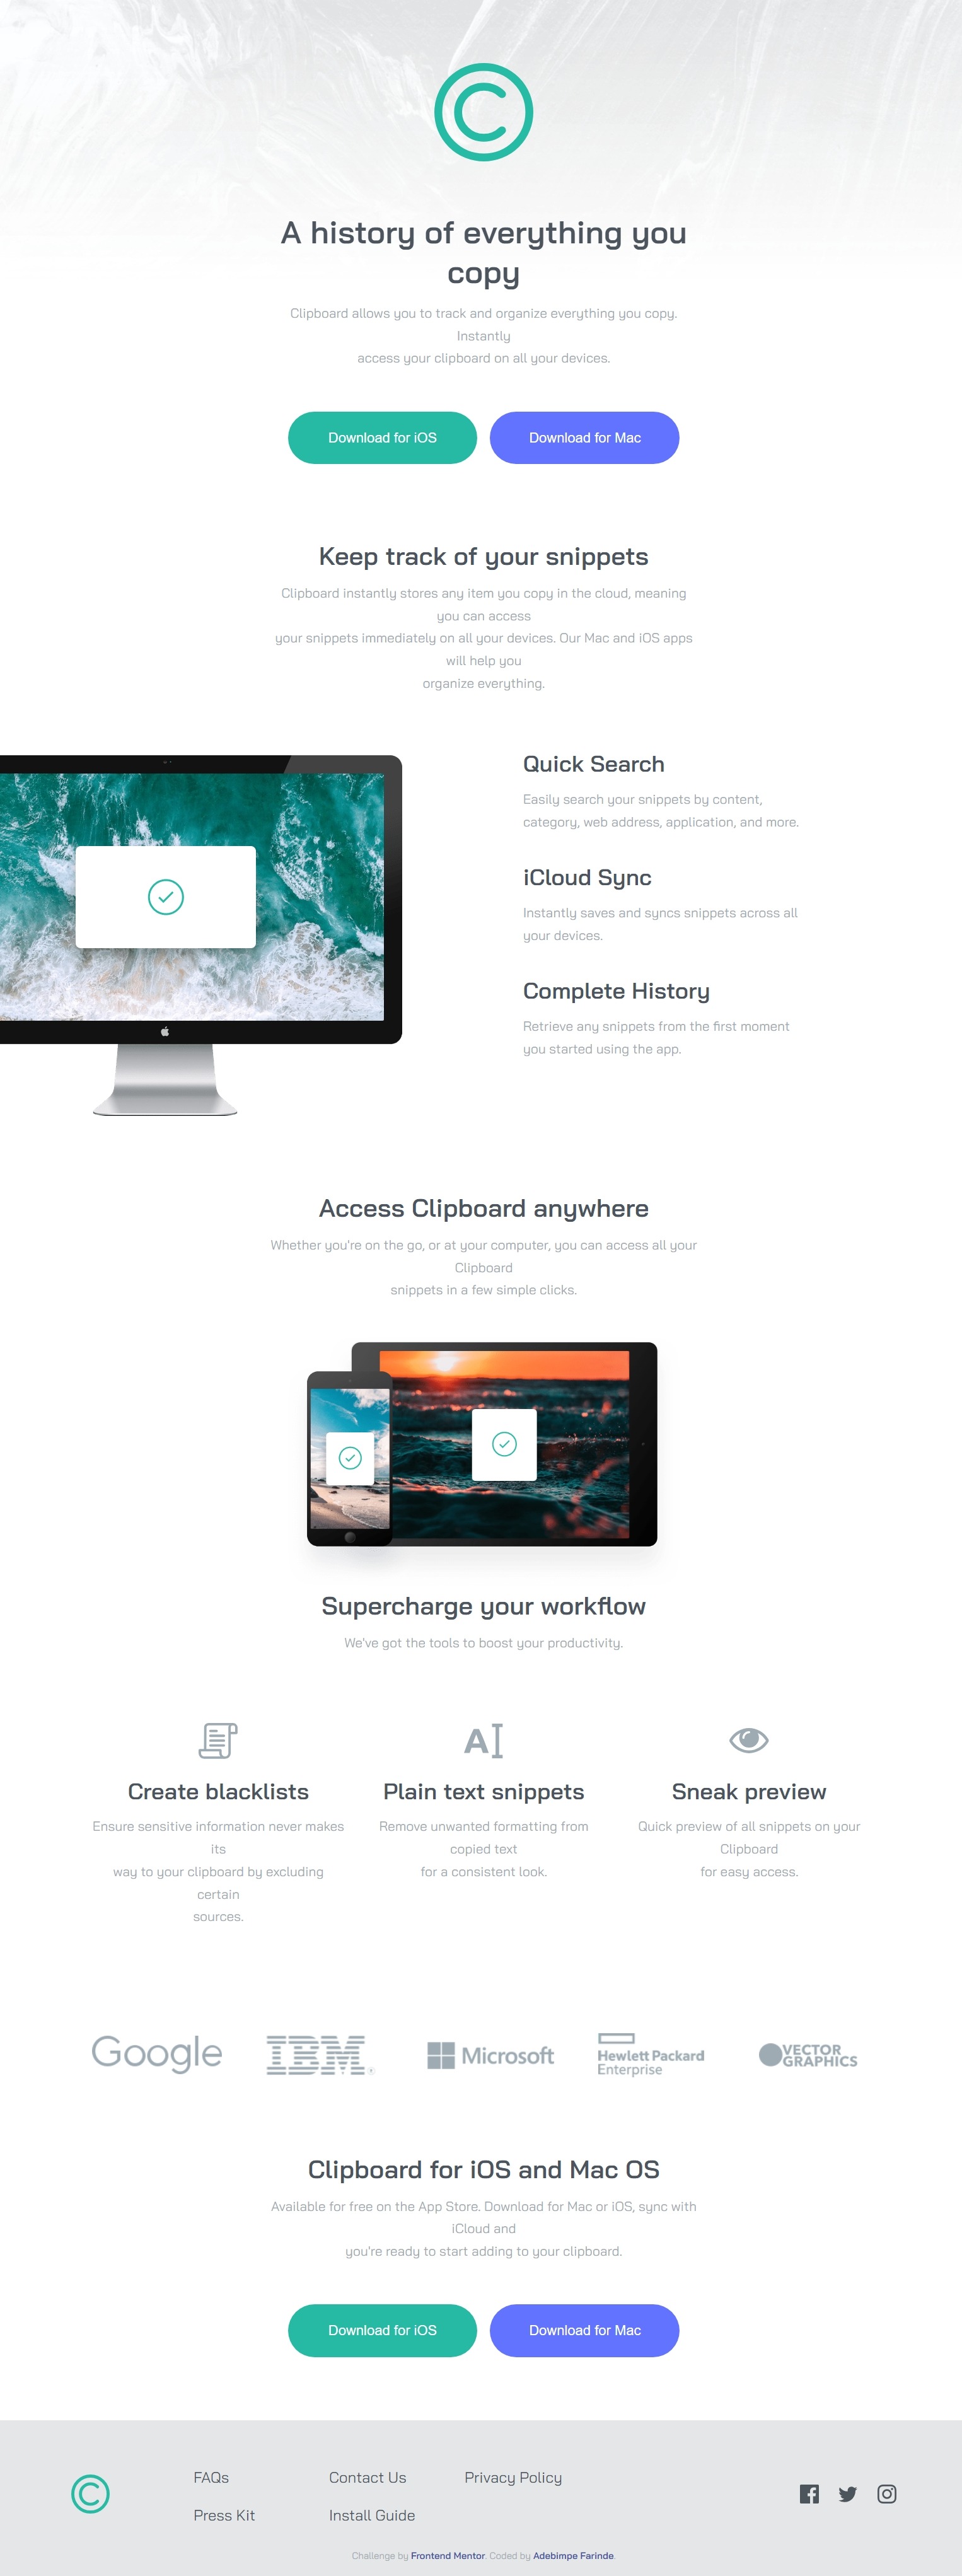 A history of everything you
copy
Clipboard allows you to track and organize everything you copy.
Instantly
access your clipboard on all your devices.
Download for iOS
Download for Mac
Keep track of your snippets
Clipboard instantly stores any item you copy in the cloud, meaning
you can access
your snippets immediately on all your devices. Our Mac and iOS apps
will help you
organize everything.
Quick Search
Easily search your snippets by content,
category, web address, application, and more.
iCloud Sync
Instantly saves and syncs snippets across all
your devices.
Complete History
Retrieve any snippets from the first moment
you started using the app.
Access Clipboard anywhere
Whether you're on the go, or at your computer, you can access all your
Clipboard
snippets in a few simple clicks.
Supercharge your workflow
We've got the tools to boost your productivity.
Create blacklists
Ensure sensitive information never makes
its
way to your clipboard by excluding
certain
sources.
Plain text snippets
Remove unwanted formatting from
copied text
for a consistent look.
Sneak preview
Quick preview of all snippets on your
Clipboard
for easy access.
Google
IBM
Microsoft
Hewlett Packard
Enterprise
VECTOR
GRAPHICS
Clipboard for iOS and Mac OS
Available for free on the App Store. Download for Mac or iOS, sync with
iCloud and
you're ready to start adding to your clipboard.
Download for iOS
Download for Mac
FAQs
Contact Us
Privacy Policy
Press Kit
Install Guide
Challenge by Frontend Mentor. Coded by Adebimpe Farinde.